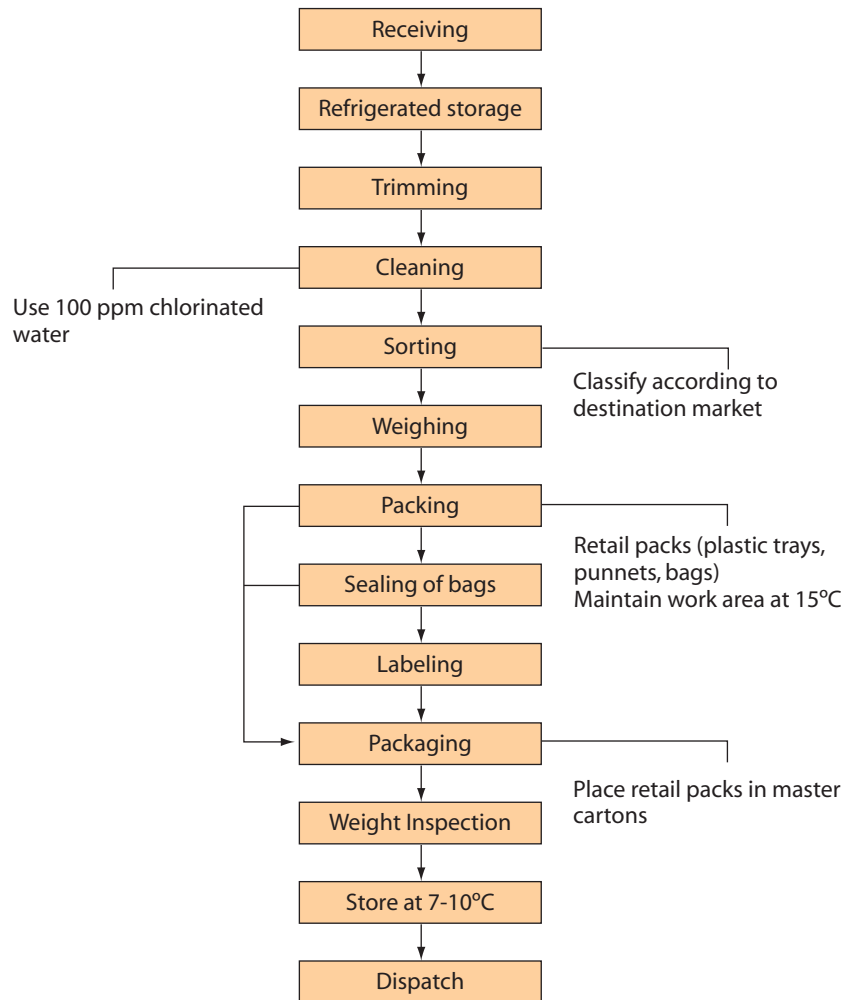 Receiving
Refrigerated storage
Trimming
Cleaning
Use 100 ppm chlorinated
water
Sorting
Classify according to
destination market
Weighing
Packing
Retail packs (plastic trays,
punnets, bags)
Maintain work area at 15ºC
Sealing of bags
Labeling
Packaging
Place retail packs in master
cartons
Weight Inspection
Store at 7-10ºC
Dispatch